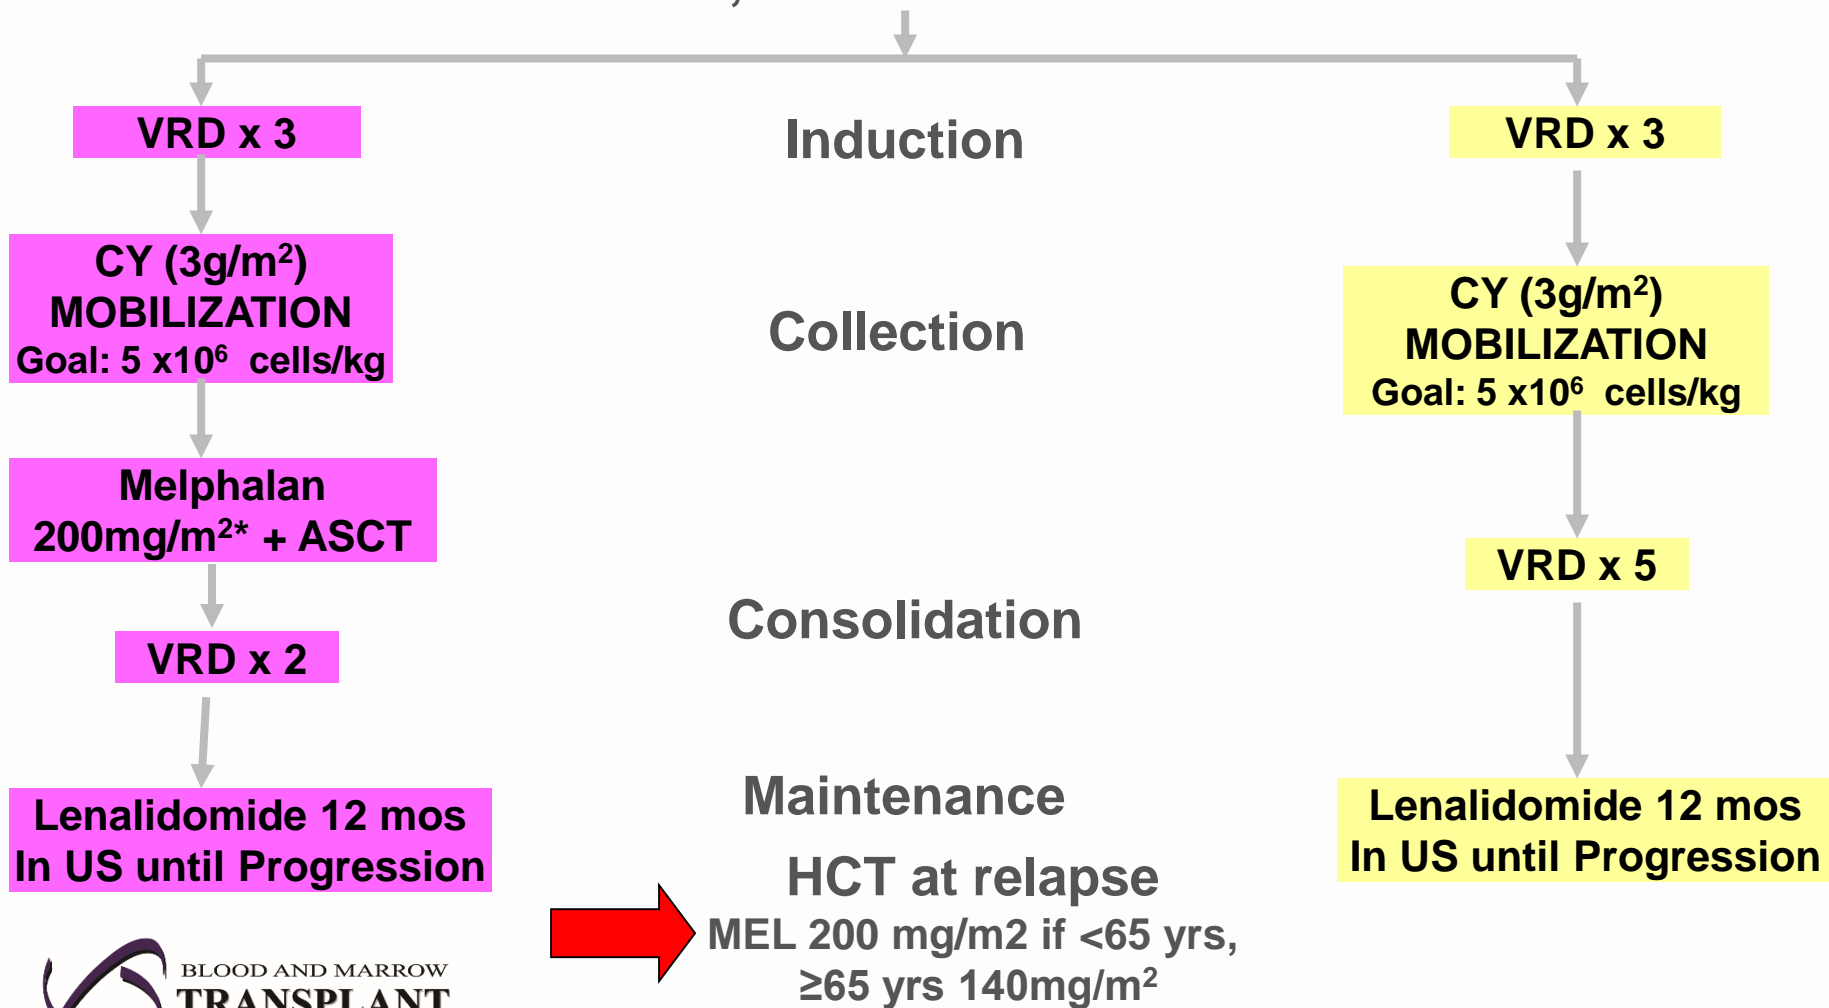 VRD x 3
Induction
VRD x 3
CY (3g/m²)
MOBILIZATION
Goal: 5 x10⁶ cells/kg
Collection
CY (3g/m²)
MOBILIZATION
Goal: 5 x10⁶ cells/kg
Melphalan
200mg/m²* + ASCT
VRD x 5
Consolidation
VRD x 2
Maintenance
Lenalidomide 12 mos
In US until Progression
Lenalidomide 12 mos
In US until Progression
HCT at relapse
MEL 200 mg/m2 if <65 yrs,
≥65 yrs 140mg/m²
BLOOD AND MARROW
TRANSPLANT